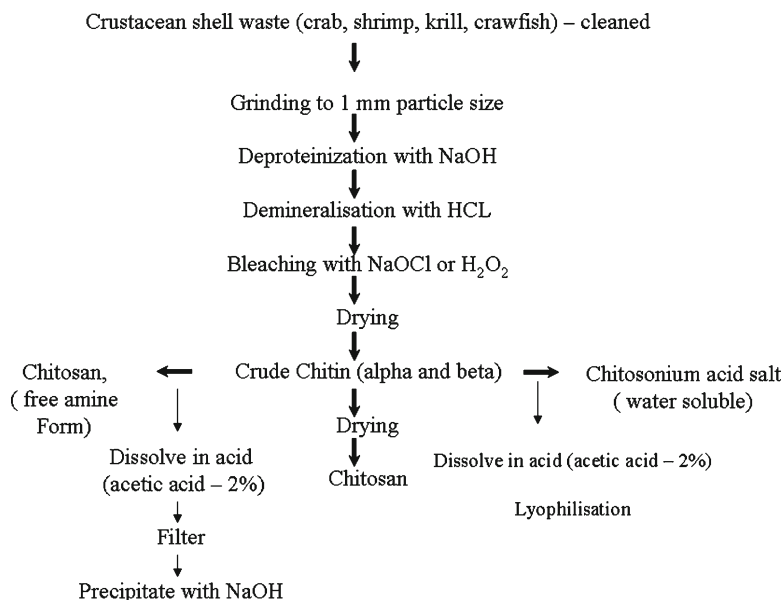 Crustacean shell waste (crab, shrimp, krill, crawfish) – cleaned
Grinding to 1 mm particle size
Deproteinization with NaOH
Demineralisation with HCL
Bleaching with NaOCl or H₂O₂
Drying
Chitosan,
( free amine
Form)
Crude Chitin (alpha and beta)
Chitosonium acid salt
( water soluble)
Drying
Chitosan
Dissolve in acid
(acetic acid – 2%)
Filter
Precipitate with NaOH
Dissolve in acid (acetic acid – 2%)
Lyophilisation